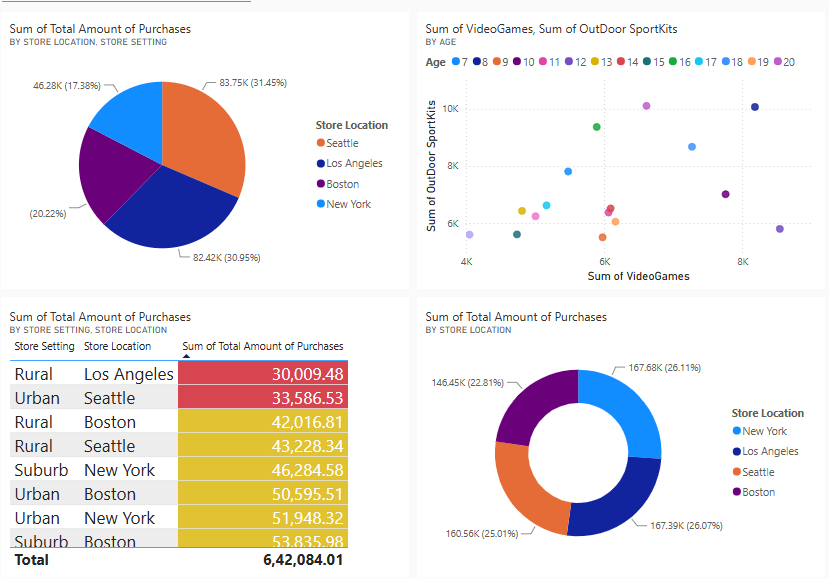 Sum of Total Amount of Purchases
BY STORE LOCATION, STORE SETTING
46.28K (17.38%)
83.75K (31.45%)
(20.22%)
82.42K (30.95%)
Store Location
Seattle
Los Angeles
Boston
New York
Sum of VideoGames, Sum of OutDoor SportKits
BY AGE
Age 7 8 9 10 11 12 13 14 15 16 17 18 19 20
Sum of OutDoor SportKits
10K
8K
6K
4K 6K 8K
Sum of VideoGames
Sum of Total Amount of Purchases
BY STORE SETTING, STORE LOCATION
Store Setting Store Location Sum of Total Amount of Purchases
Rural Los Angeles 30,009.48
Urban Seattle 33,586.53
Rural Boston 42,016.81
Rural Seattle 43,228.34
Suburb New York 46,284.58
Urban Boston 50,595.51
Urban New York 51,948.32
Suburb Boston 53,835.98
Total 6,42,084.01
Sum of Total Amount of Purchases
BY STORE LOCATION
167.68K (26.11%)
146.45K (22.81%)
160.56K (25.01%)
167.39K (26.07%)
Store Location
New York
Los Angeles
Seattle
Boston